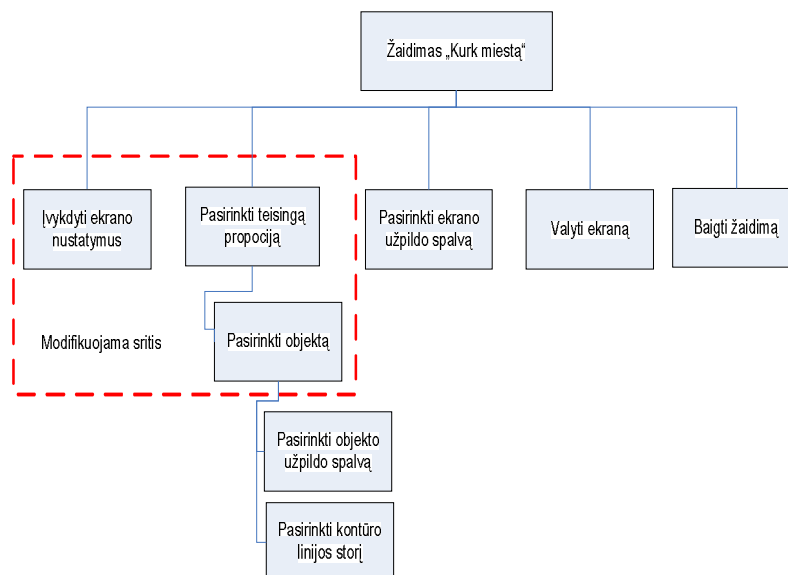 Žaidimas „Kurk miestą“
Įvykdyti ekrano
nustatymus
Pasirinkti teisingą
propociją
Pasirinkti ekrano
užpildo spalvą
Valyti ekraną
Baigti žaidimą
Modifikuojama sritis
Pasirinkti objektą
Pasirinkti objekto
užpildo spalvą
Pasirinkti kontūro
linijos storį